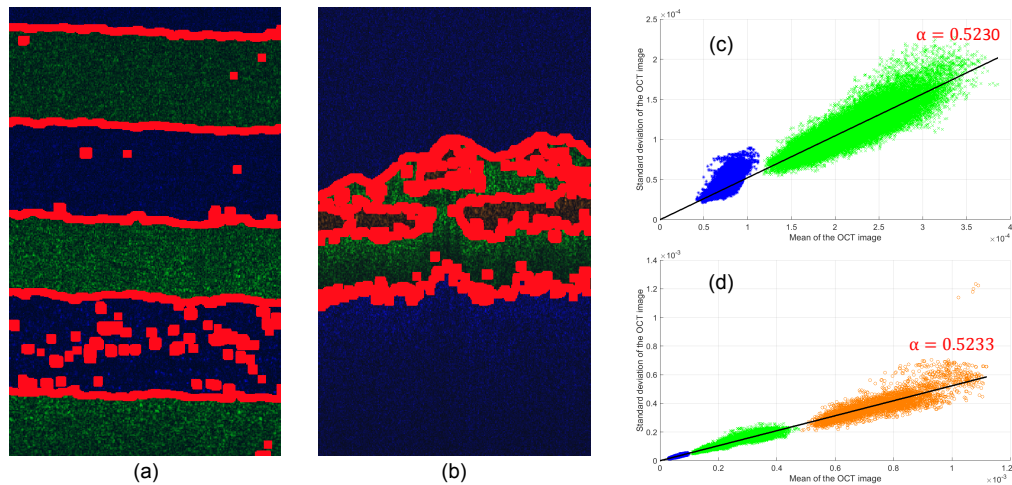 (a)
(b)
(c)
α = 0.5230
×10⁻⁴
2.5
2
1.5
1
0.5
0
Standard deviation of the OCT image
0 0.5 1 1.5 2 2.5 3 3.5 4
Mean of the OCT image
×10⁻⁴
(d)
α = 0.5233
×10⁻³
1.4
1.2
1
0.8
0.6
0.4
0.2
0
Standard deviation of the OCT image
0 0.2 0.4 0.6 0.8 1 1.2
Mean of the OCT image
×10⁻³